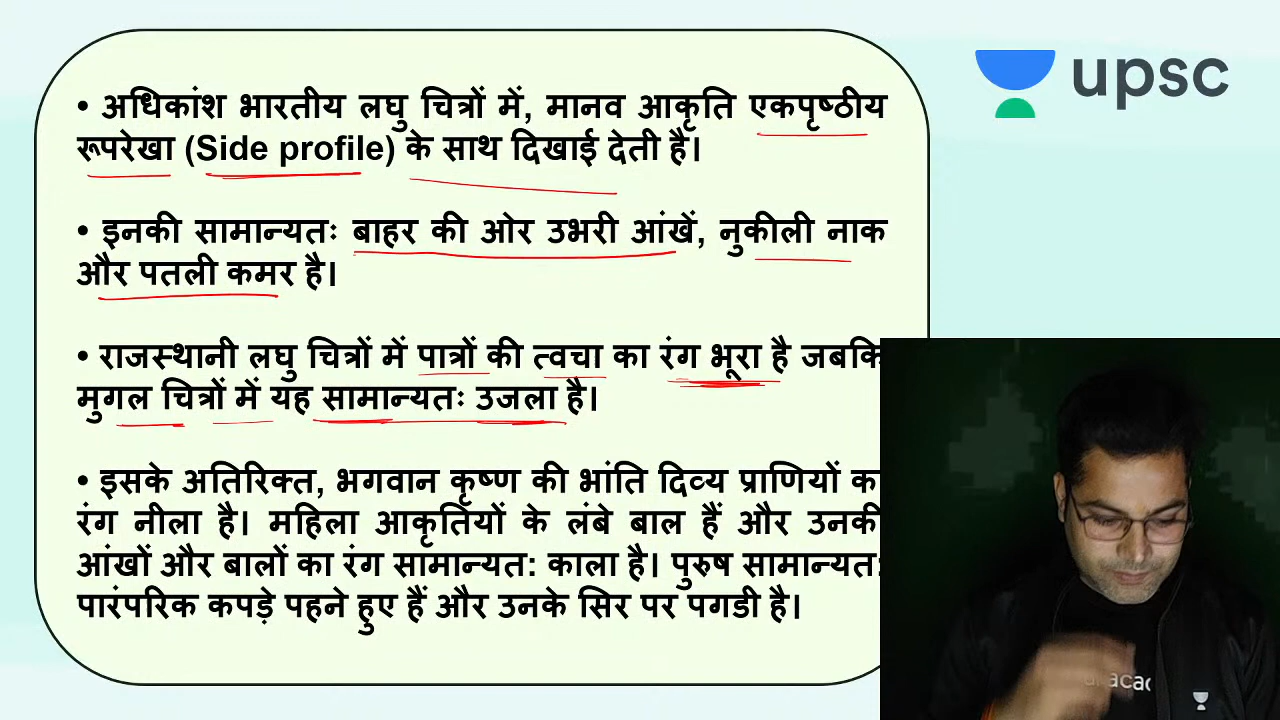 upsc
• अधिकांश भारतीय लघु चित्रों में, मानव आकृति एकपृष्ठीय
रूपरेखा (Side profile) के साथ दिखाई देती है।
• इनकी सामान्यतः बाहर की ओर उभरी आंखें, नुकीली नाक
और पतली कमर है।
• राजस्थानी लघु चित्रों में पात्रों की त्वचा का रंग भूरा है जबकि
मुगल चित्रों में यह सामान्यतः उजला है।
• इसके अतिरिक्त, भगवान कृष्ण की भांति दिव्य प्राणियों
रंग नीला है। महिला आकृतियों के लंबे बाल हैं और उनकी
आंखों और बालों का रंग सामान्यत: काला है। पुरुष सामान्यत:
पारंपरिक कपड़े पहने हुए हैं और उनके सिर पर पगडी है।